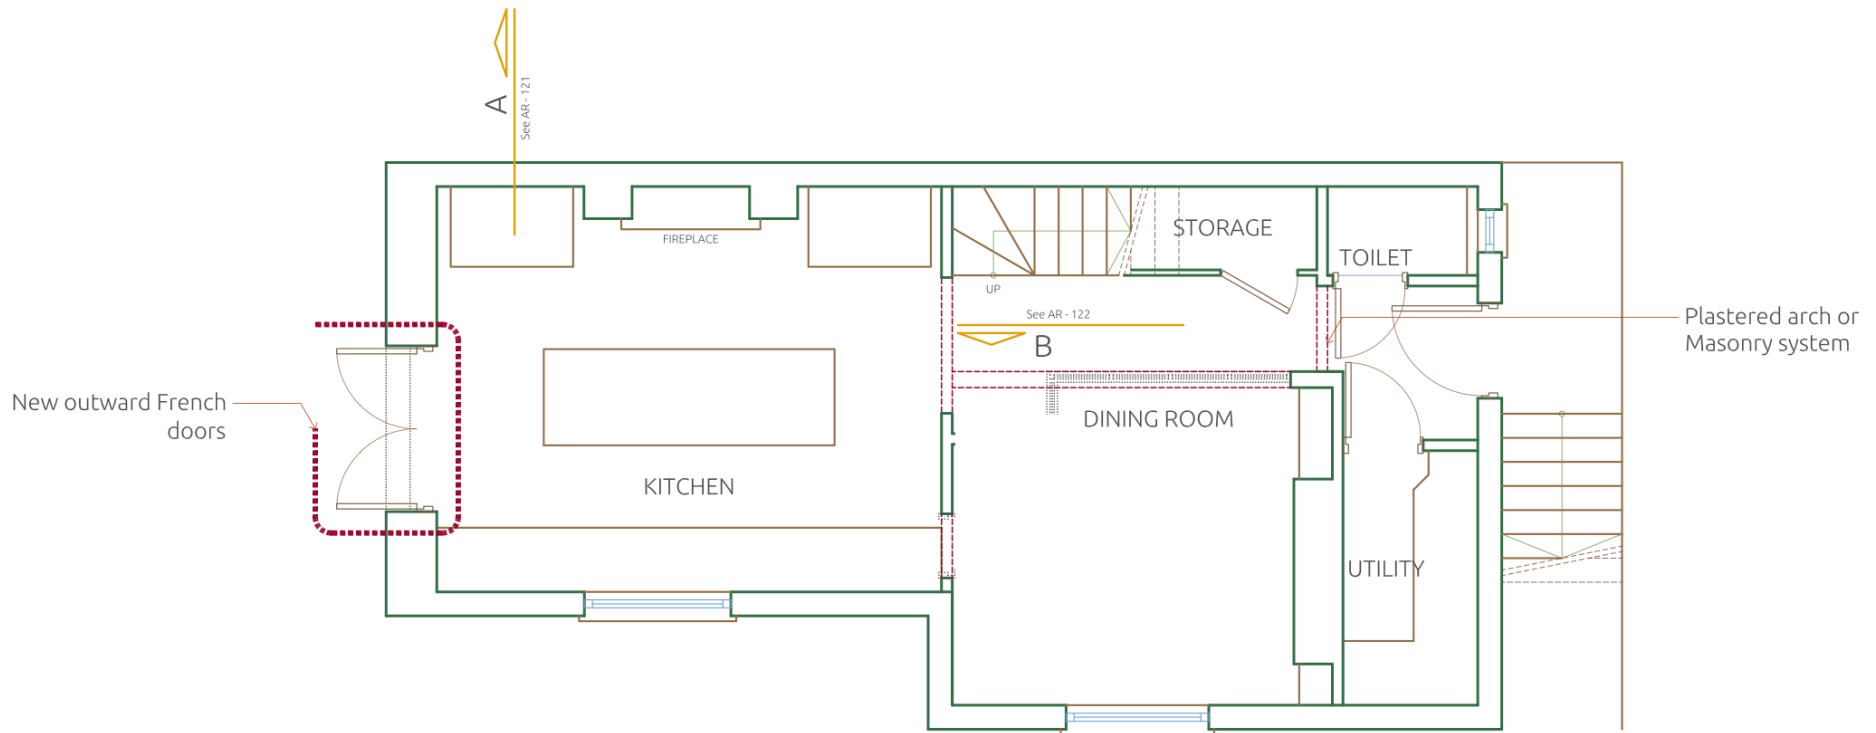 A
See AR - 121
FIREPLACE
STORAGE
TOILET
UP
See AR - 122
B
Plastered arch or
Masonry system
New outward French
doors
DINING ROOM
KITCHEN
UTILITY